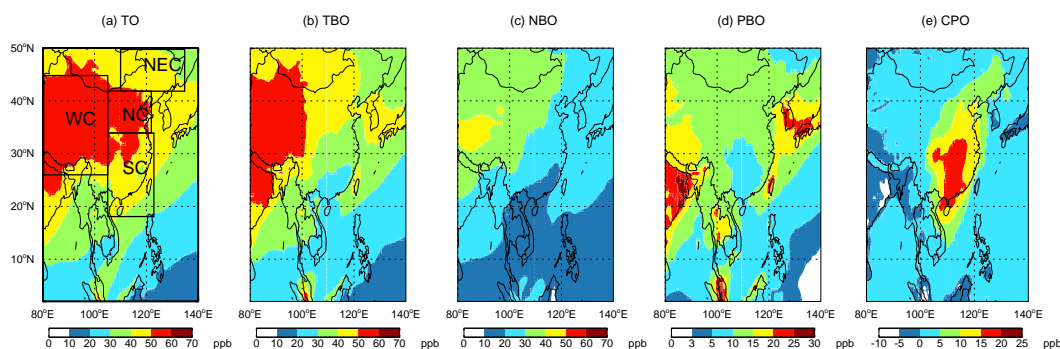 (a) TO
(b) TBO
(c) NBO
(d) PBO
(e) CPO
50°N
40°N
30°N
20°N
10°N
NEC
WC
NC
SC
80°E 100°E 120°E 140°E
80°E 100°E 120°E 140°E
80°E 100°E 120°E 140°E
80°E 100°E 120°E 140°E
80°E 100°E 120°E 140°E
0 10 20 30 40 50 60 70 ppb
0 10 20 30 40 50 60 70 ppb
0 10 20 30 40 50 60 70 ppb
0 3 5 10 15 20 25 30 ppb
-10 -5 0 5 10 15 20 25 ppb